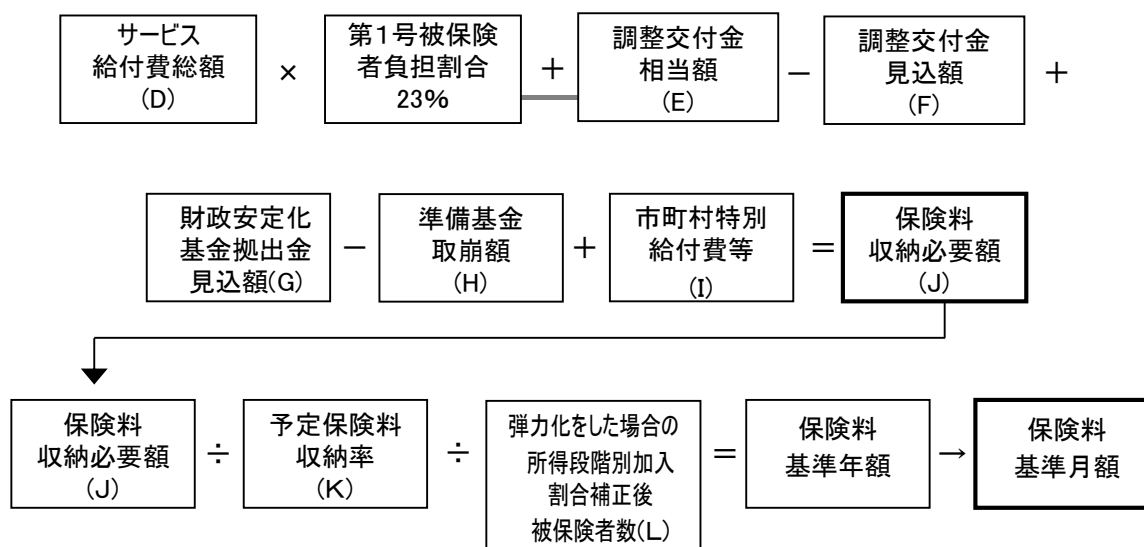 サービス
給付費総額
(D)
×
第1号被保険
者負担割合
23%
+
調整交付金
相当額
(E)
−
調整交付金
見込額
(F)
+
財政安定化
基金拠出金
見込額(G)
−
準備基金
取崩額
(H)
+
市町村特別
給付費等
(I)
=
保険料
収納必要額
(J)
保険料
収納必要額
(J)
÷
予定保険料
収納率
(K)
÷
弾力化をした場合の
所得段階別加入
割合補正後
被保険者数(L)
=
保険料
基準年額
→
保険料
基準月額